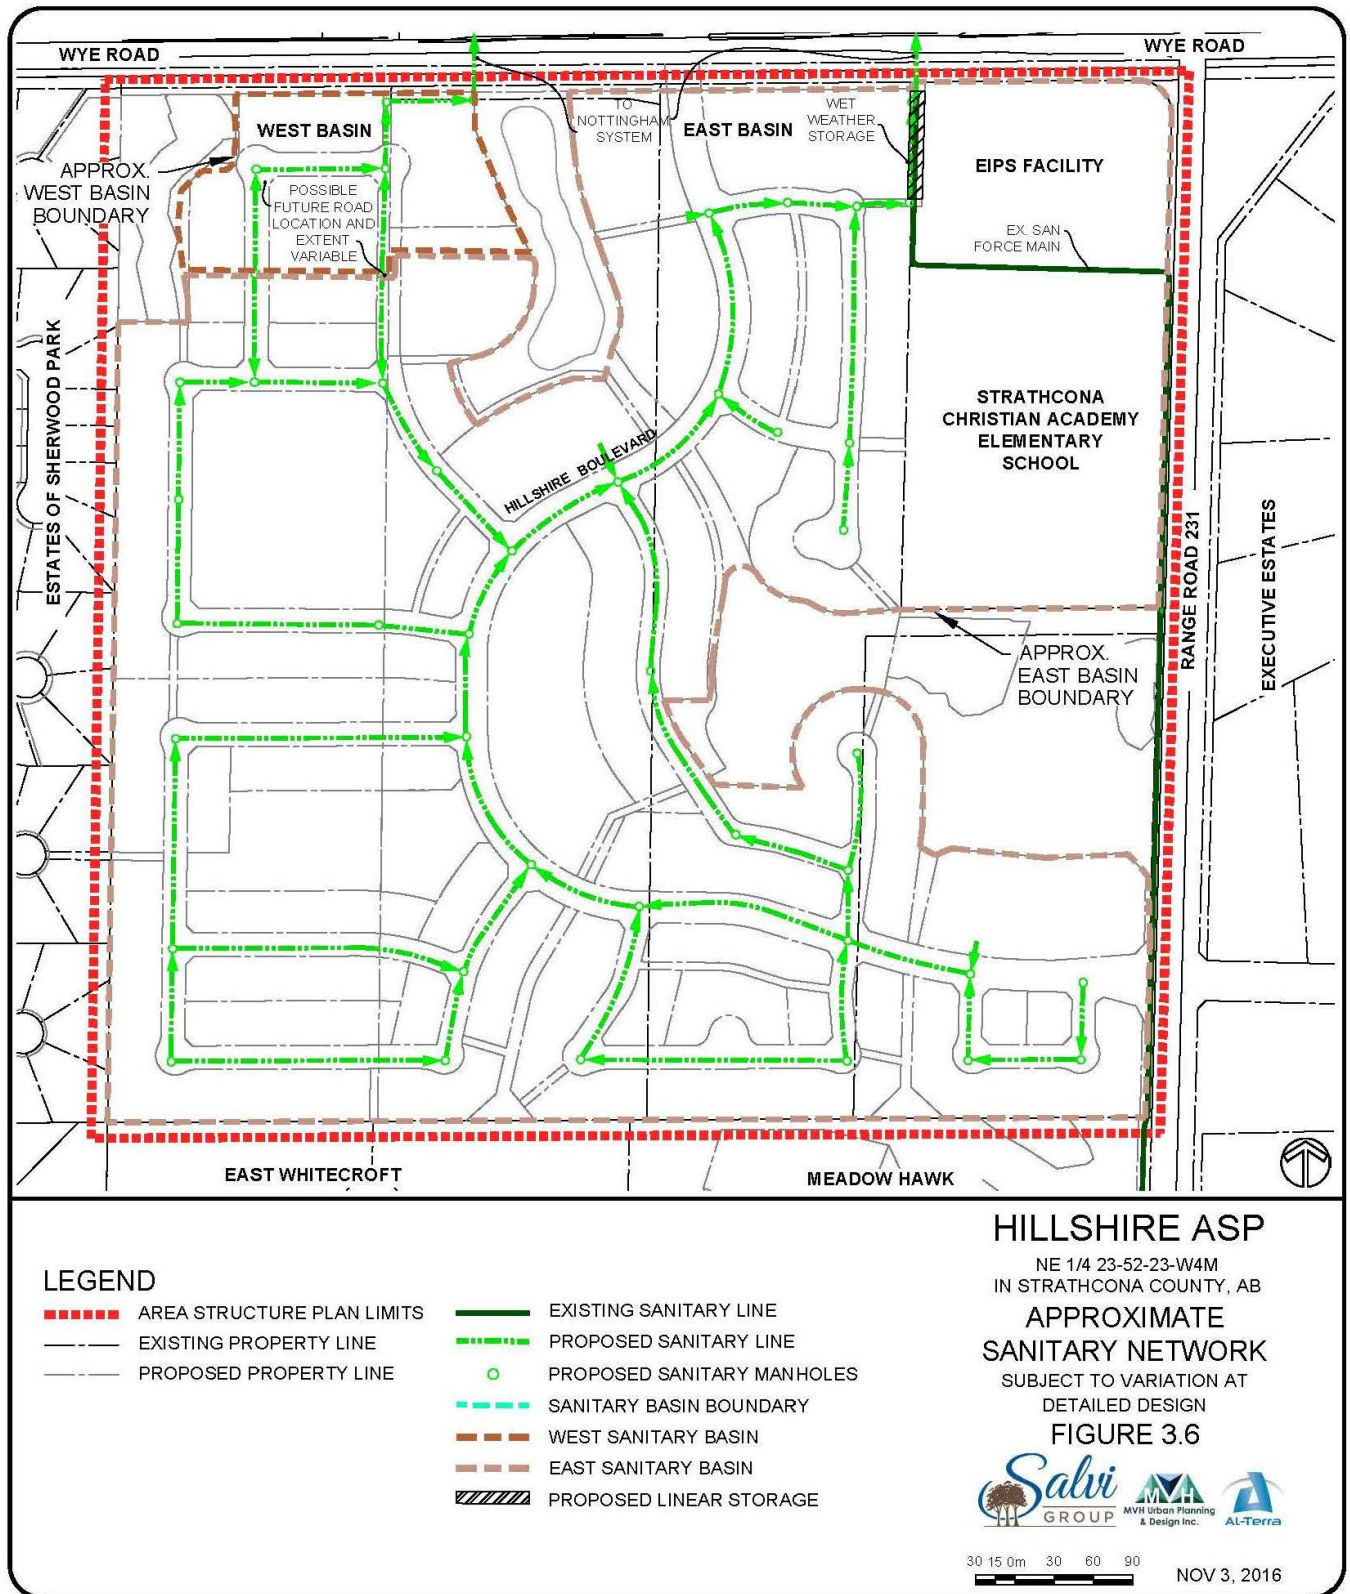 WYE ROAD
WYE ROAD
WEST BASIN
TO
NOTTINGHAM
SYSTEM
EAST BASIN
WET
WEATHER
STORAGE
EIPS FACILITY
APPROX.
WEST BASIN
BOUNDARY
POSSIBLE
FUTURE ROAD
LOCATION AND
EXTENT
VARIABLE
EX. SAN
FORCE MAIN
ESTATES OF SHERWOOD PARK
STRATHCONA
CHRISTIAN ACADEMY
ELEMENTARY
SCHOOL
HILLSHIRE BOULEVARD
RANGE ROAD 231
EXECUTIVE ESTATES
APPROX.
EAST BASIN
BOUNDARY
EAST WHITECROFT
MEADOW HAWK
LEGEND
AREA STRUCTURE PLAN LIMITS
EXISTING PROPERTY LINE
PROPOSED PROPERTY LINE
EXISTING SANITARY LINE
PROPOSED SANITARY LINE
PROPOSED SANITARY MANHOLES
SANITARY BASIN BOUNDARY
WEST SANITARY BASIN
EAST SANITARY BASIN
PROPOSED LINEAR STORAGE
HILLSHIRE ASP
NE 1/4 23-52-23-W4M
IN STRATHCONA COUNTY, AB
APPROXIMATE
SANITARY NETWORK
SUBJECT TO VARIATION AT
DETAILED DESIGN
FIGURE 3.6
Salvi
GROUP
MVH
MVH Urban Planning
& Design Inc.
AL-Terra
30 15 0m 30 60 90
NOV 3, 2016